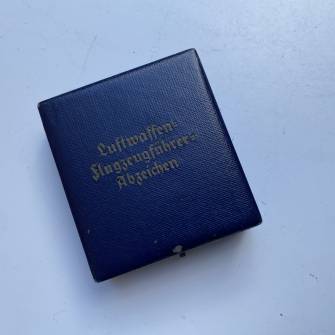 Luftwaffen-
Flugzeugführer-
Abzeichen